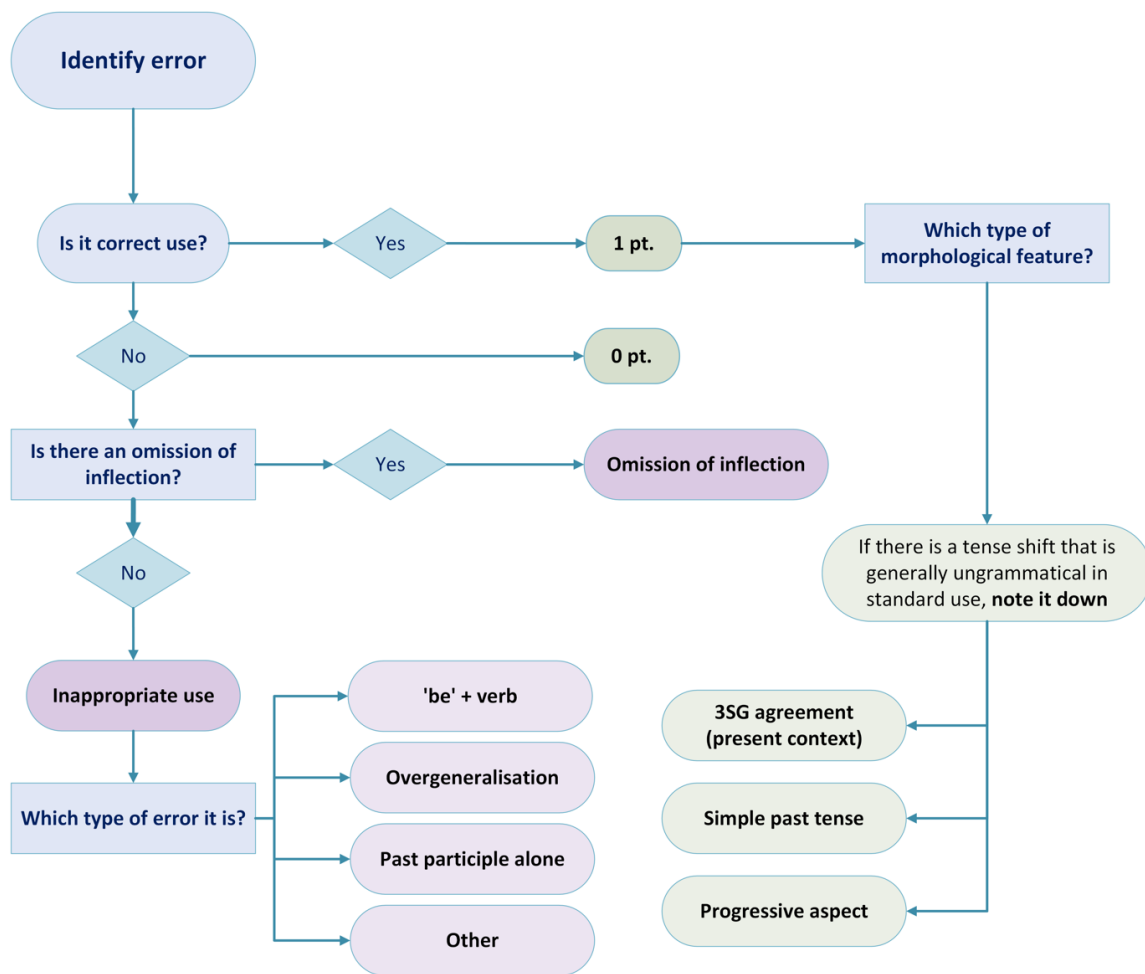 Identify error
Is it correct use?
Yes
1 pt.
Which type of
morphological feature?
No
0 pt.
Is there an omission of
inflection?
Yes
Omission of inflection
No
If there is a tense shift that is
generally ungrammatical in
standard use, note it down
Inappropriate use
'be' + verb
3SG agreement
(present context)
Overgeneralisation
Which type of error it is?
Simple past tense
Past participle alone
Progressive aspect
Other